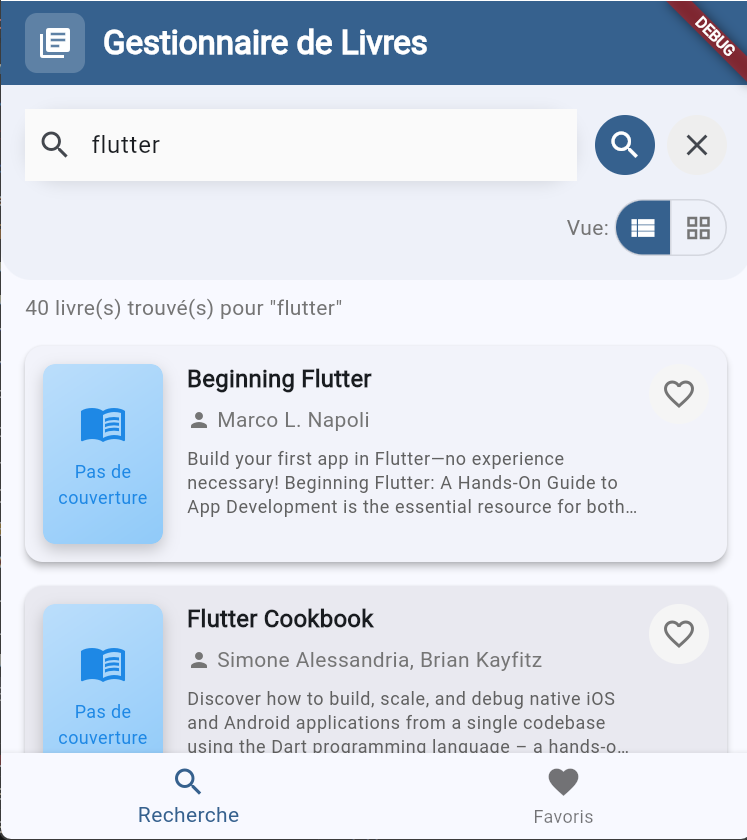 Gestionnaire de Livres
DEBUG
flutter
Vue:
40 livre(s) trouvé(s) pour "flutter"
Beginning Flutter
Marco L. Napoli
Build your first app in Flutter—no experience
necessary! Beginning Flutter: A Hands-On Guide to
App Development is the essential resource for both…
Pas de
couverture
Flutter Cookbook
Simone Alessandria, Brian Kayfitz
Discover how to build, scale, and debug native iOS
and Android applications from a single codebase
using the Dart programming language – a hands-o…
Pas de
couverture
Recherche
Favoris